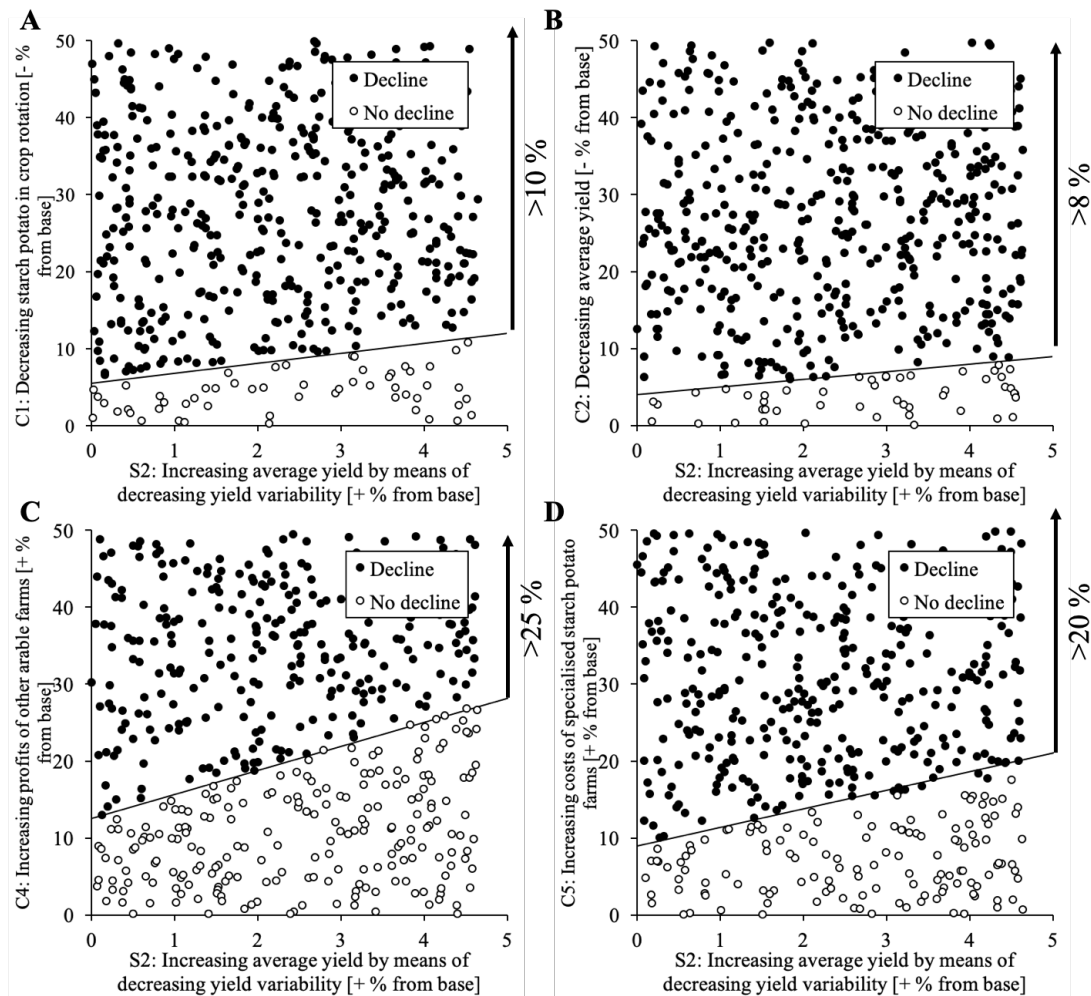 A
C1: Decreasing starch potato in crop rotation [- %
from base]
50
40
30
20
10
0
0 1 2 3 4 5
Decline
No decline
>10 %
S2: Increasing average yield by means of
decreasing yield variability [+ % from base]
B
C2: Decreasing average yield [- % from base]
50
40
30
20
10
0
0 1 2 3 4 5
Decline
No decline
>8 %
S2: Increasing average yield by means of
decreasing yield variability [+ % from base]
C
C4: Increasing profits of other arable farms [+ %
from base]
50
40
30
20
10
0
0 1 2 3 4 5
Decline
No decline
>25 %
S2: Increasing average yield by means of
decreasing yield variability [+ % from base]
D
C5: Increasing costs of specialised starch potato
farms [+ % from base]
50
40
30
20
10
0
0 1 2 3 4 5
Decline
No decline
>20 %
S2: Increasing average yield by means of
decreasing yield variability [+ % from base]